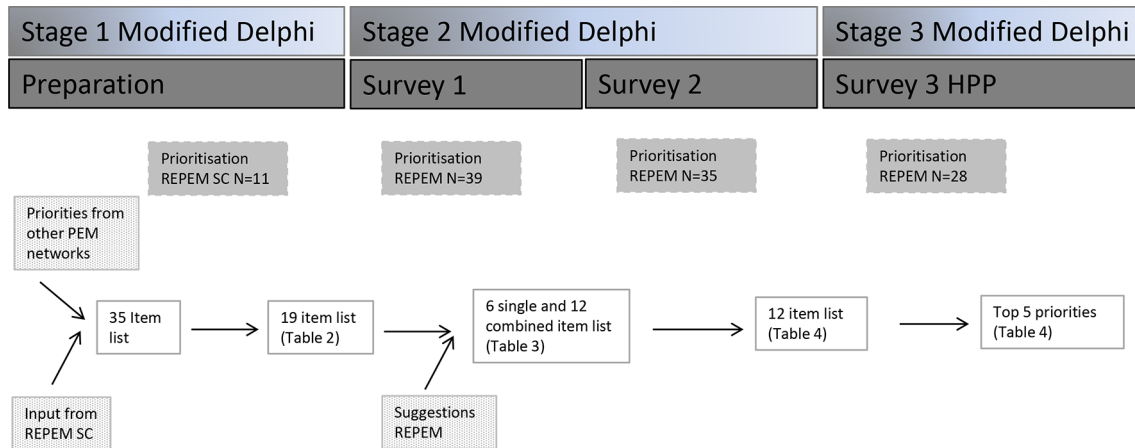 Stage 1 Modified Delphi
Stage 2 Modified Delphi
Stage 3 Modified Delphi
Preparation
Survey 1
Survey 2
Survey 3 HPP
Prioritisation
REPEM SC N=11
Prioritisation
REPEM N=39
Prioritisation
REPEM N=35
Prioritisation
REPEM N=28
Priorities from
other PEM
networks
35 Item
list
19 item list
(Table 2)
6 single and 12
combined item list
(Table 3)
12 item list
(Table 4)
Top 5 priorities
(Table 4)
Input from
REPEM SC
Suggestions
REPEM